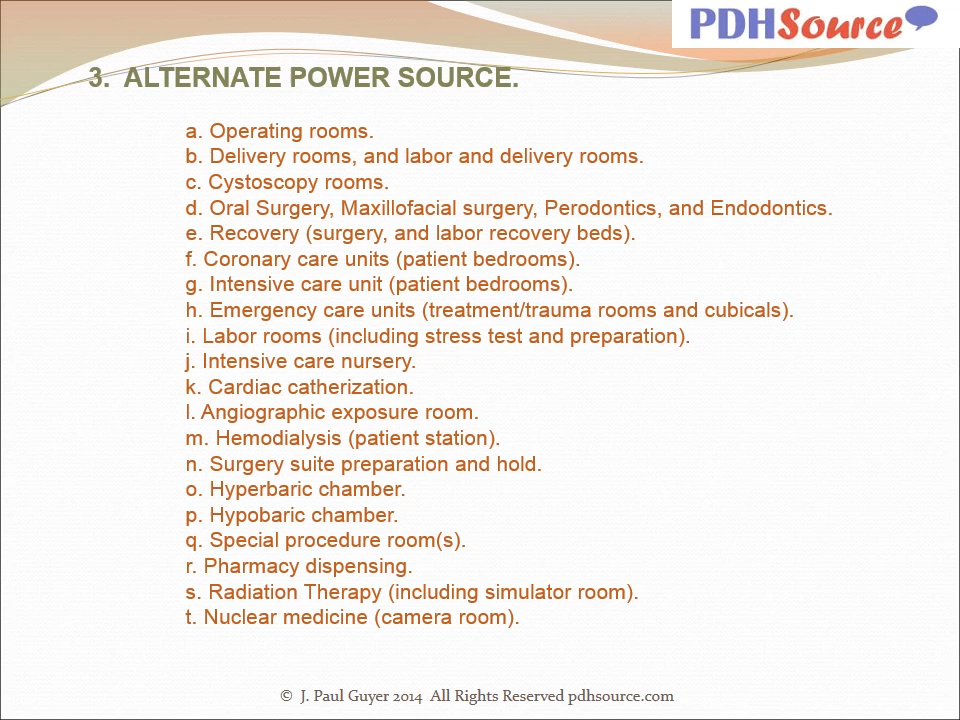 PDHSource
3. ALTERNATE POWER SOURCE.
a. Operating rooms.
b. Delivery rooms, and labor and delivery rooms.
c. Cystoscopy rooms.
d. Oral Surgery, Maxillofacial surgery, Perodontics, and Endodontics.
e. Recovery (surgery, and labor recovery beds).
f. Coronary care units (patient bedrooms).
g. Intensive care unit (patient bedrooms).
h. Emergency care units (treatment/trauma rooms and cubicals).
i. Labor rooms (including stress test and preparation).
j. Intensive care nursery.
k. Cardiac catherization.
l. Angiographic exposure room.
m. Hemodialysis (patient station).
n. Surgery suite preparation and hold.
o. Hyperbaric chamber.
p. Hypobaric chamber.
q. Special procedure room(s).
r. Pharmacy dispensing.
s. Radiation Therapy (including simulator room).
t. Nuclear medicine (camera room).
© J. Paul Guyer 2014 All Rights Reserved pdhsource.com